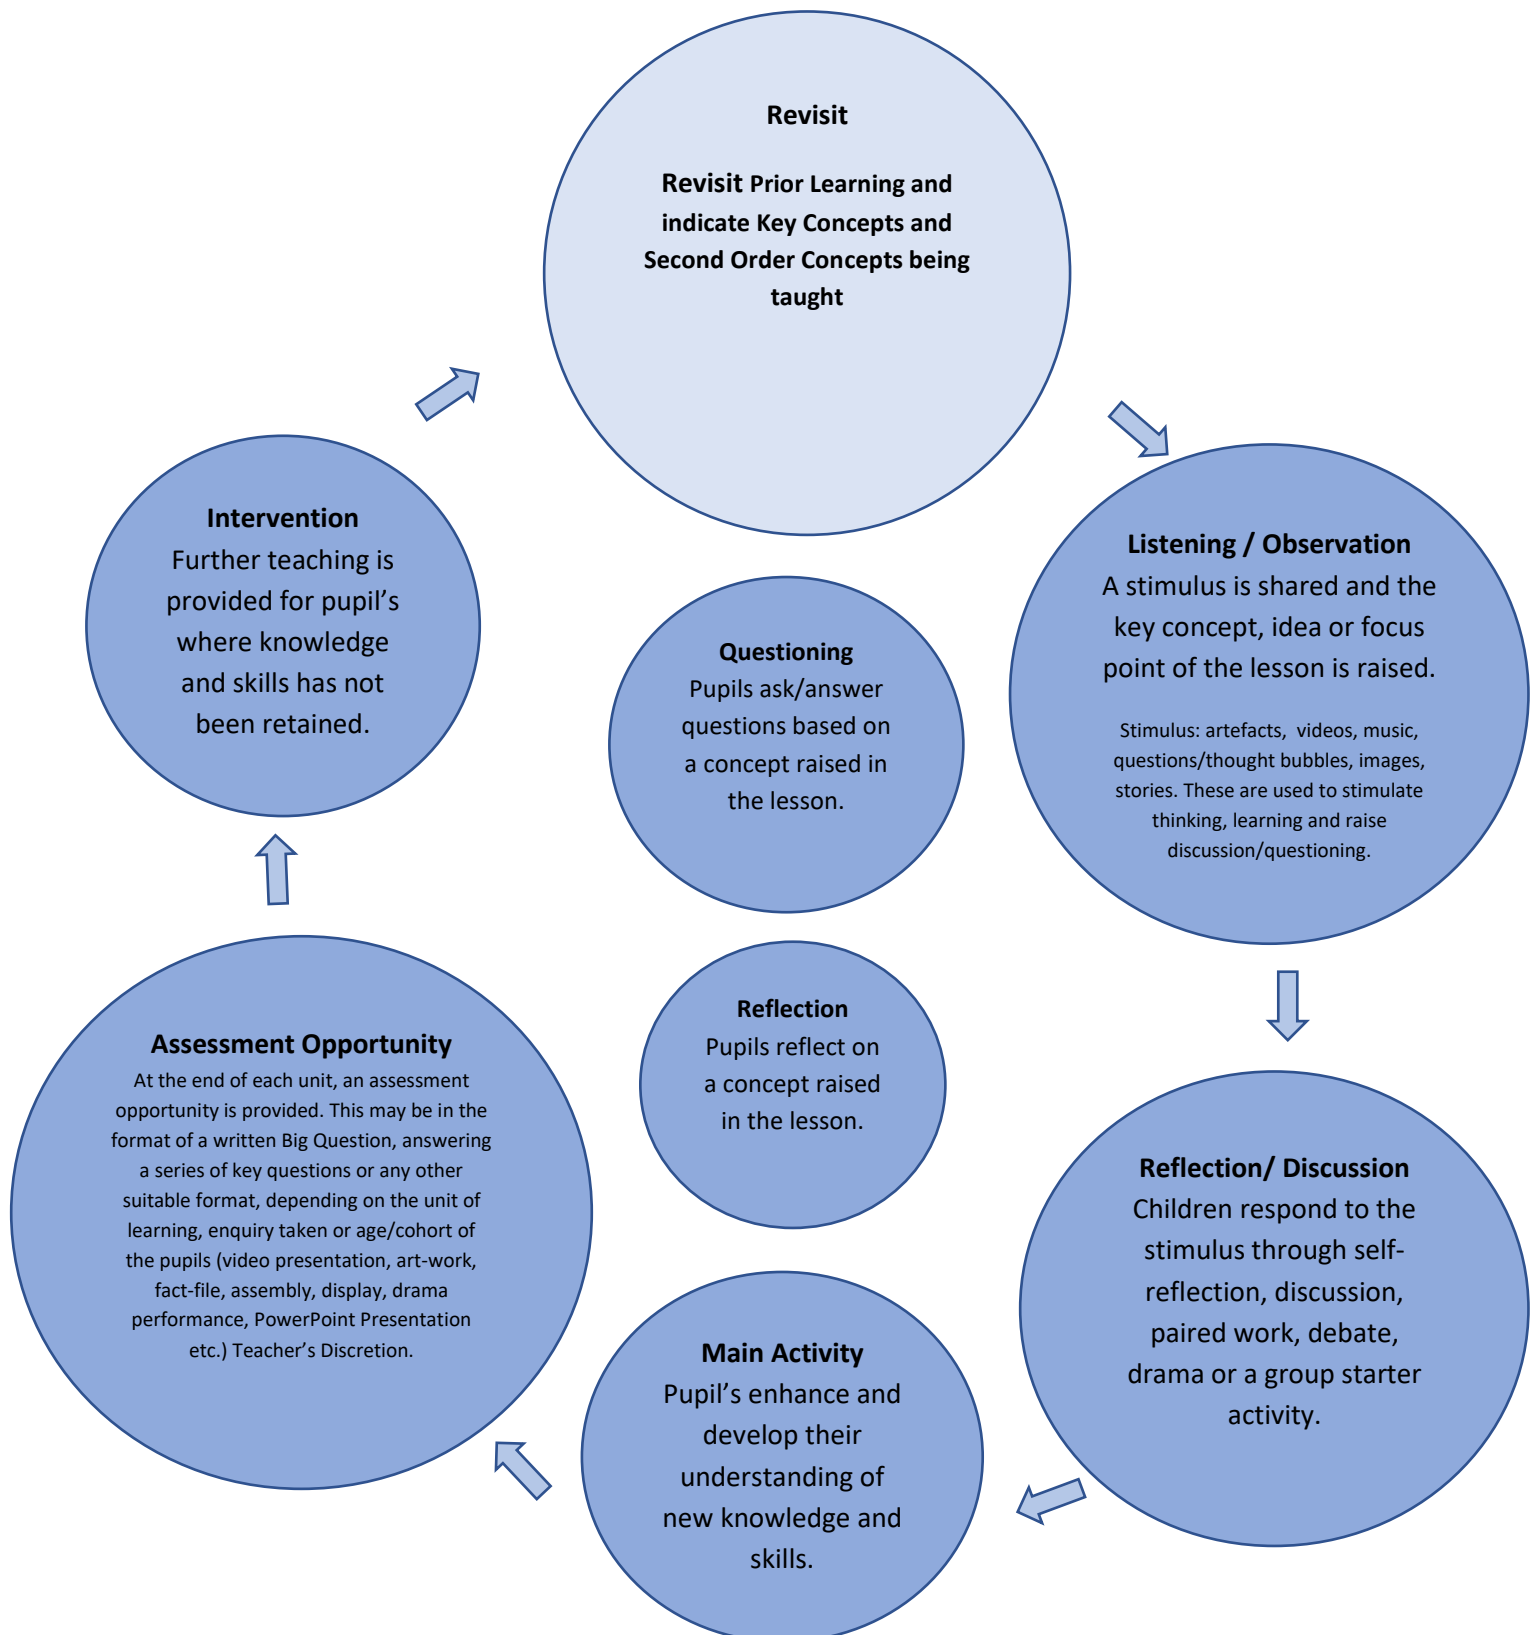 Revisit
Revisit Prior Learning and
indicate Key Concepts and
Second Order Concepts being
taught
Listening / Observation
A stimulus is shared and the
key concept, idea or focus
point of the lesson is raised.
Stimulus: artefacts, videos, music,
questions/thought bubbles, images,
stories. These are used to stimulate
thinking, learning and raise
discussion/questioning.
Reflection/ Discussion
Children respond to the
stimulus through self-
reflection, discussion,
paired work, debate,
drama or a group starter
activity.
Main Activity
Pupil’s enhance and
develop their
understanding of
new knowledge and
skills.
Assessment Opportunity
At the end of each unit, an assessment
opportunity is provided. This may be in the
format of a written Big Question, answering
a series of key questions or any other
suitable format, depending on the unit of
learning, enquiry taken or age/cohort of
the pupils (video presentation, art-work,
fact-file, assembly, display, drama
performance, PowerPoint Presentation
etc.) Teacher’s Discretion.
Intervention
Further teaching is
provided for pupil’s
where knowledge
and skills has not
been retained.
Questioning
Pupils ask/answer
questions based on
a concept raised in
the lesson.
Reflection
Pupils reflect on
a concept raised
in the lesson.